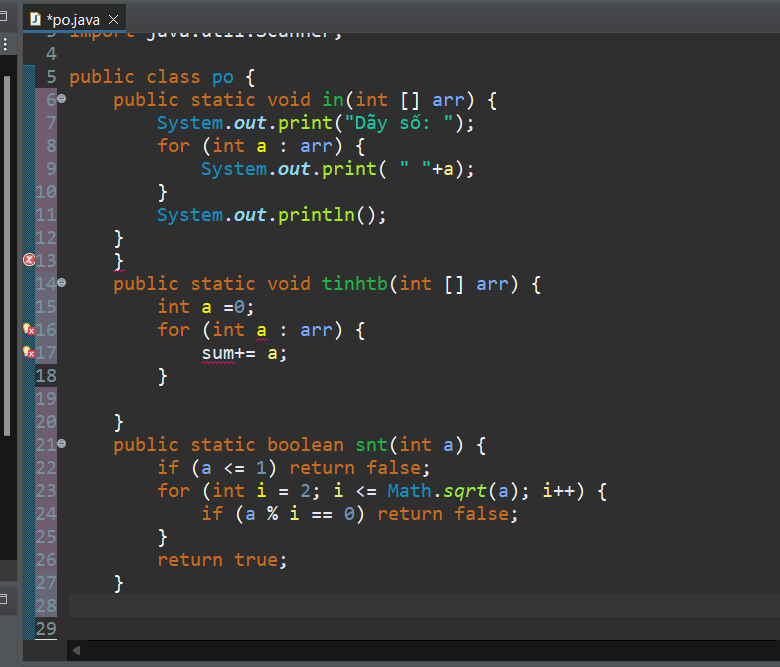 *po.java
3 import java.util.Scanner;
4
5 public class po {
6 public static void in(int [] arr) {
7 System.out.print("Dãy số: ");
8 for (int a : arr) {
9 System.out.print( " "+a);
10 }
11 System.out.println();
12 }
13 }
14 public static void tinhtb(int [] arr) {
15 int a =0;
16 for (int a : arr) {
17 sum+= a;
18 }
19
20 }
21 public static boolean snt(int a) {
22 if (a <= 1) return false;
23 for (int i = 2; i <= Math.sqrt(a); i++) {
24 if (a % i == 0) return false;
25 }
26 return true;
27 }
28
29